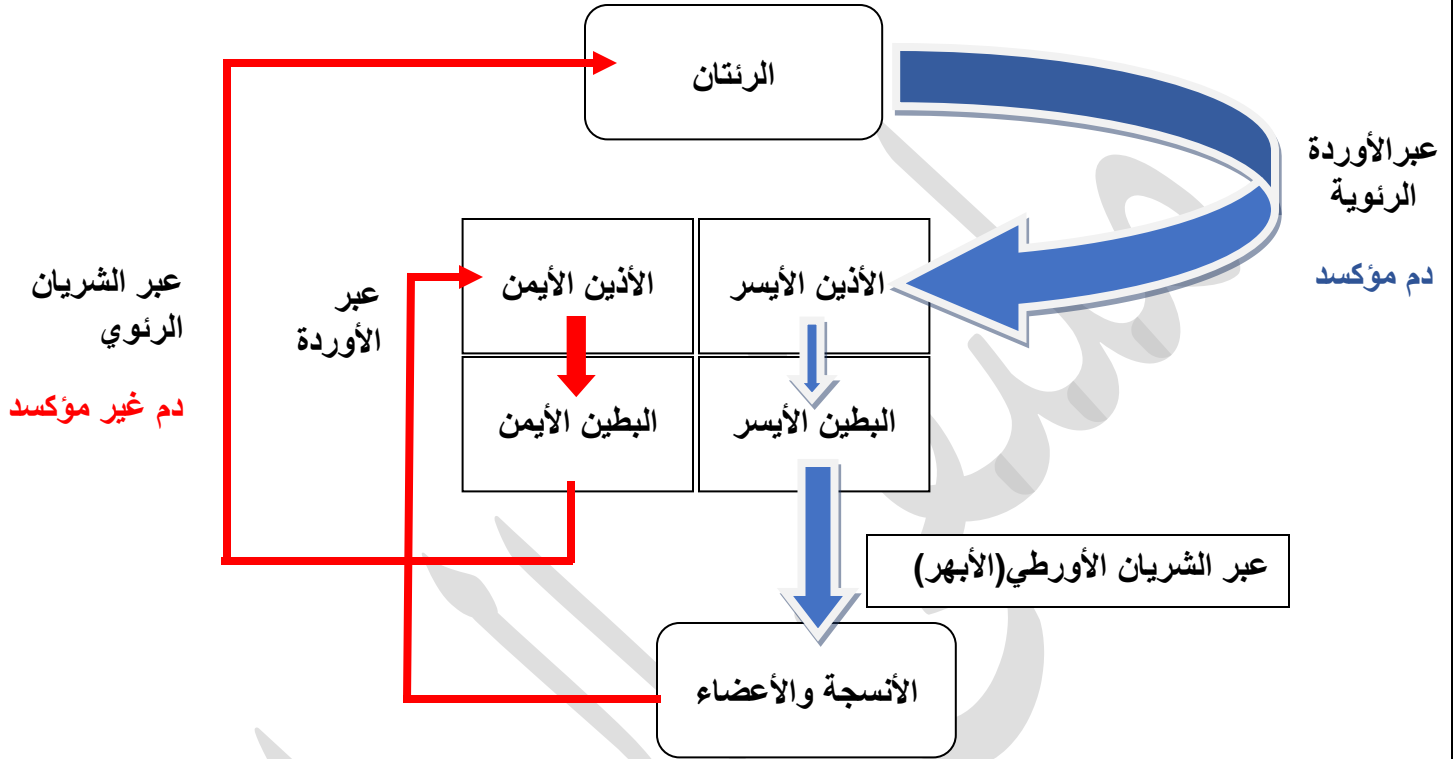 الرئتان
عبرالأوردة
الرئوية
دم مؤكسد
عبر الشريان
الرئوي
دم غير مؤكسد
عبر
الأوردة
الأذين الأيمن
الأذين الأيسر
البطين الأيمن
البطين الأيسر
عبر الشريان الأورطي(الأبهر)
الأنسجة والأعضاء